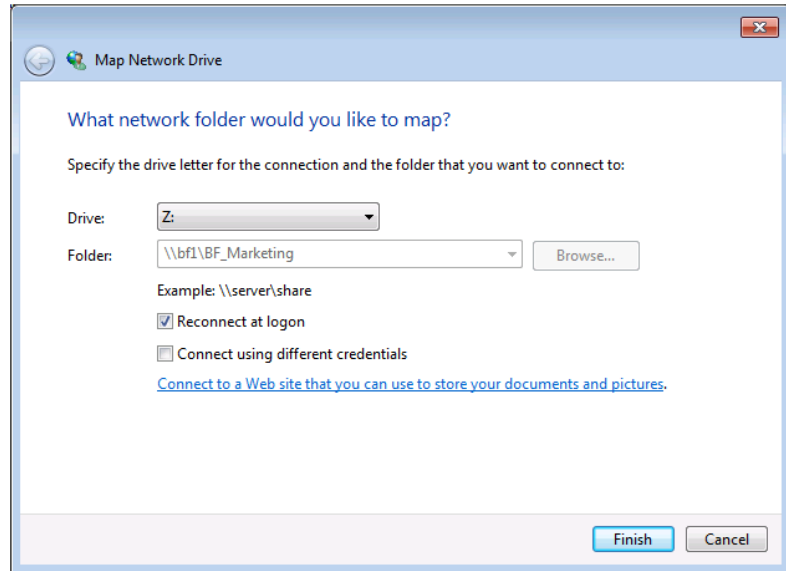 Map Network Drive
What network folder would you like to map?
Specify the drive letter for the connection and the folder that you want to connect to:
Drive: Z:
Folder: \\bf1\BF_Marketing Browse...
Example: \\server\share
Reconnect at logon
Connect using different credentials
Connect to a Web site that you can use to store your documents and pictures.
Finish Cancel